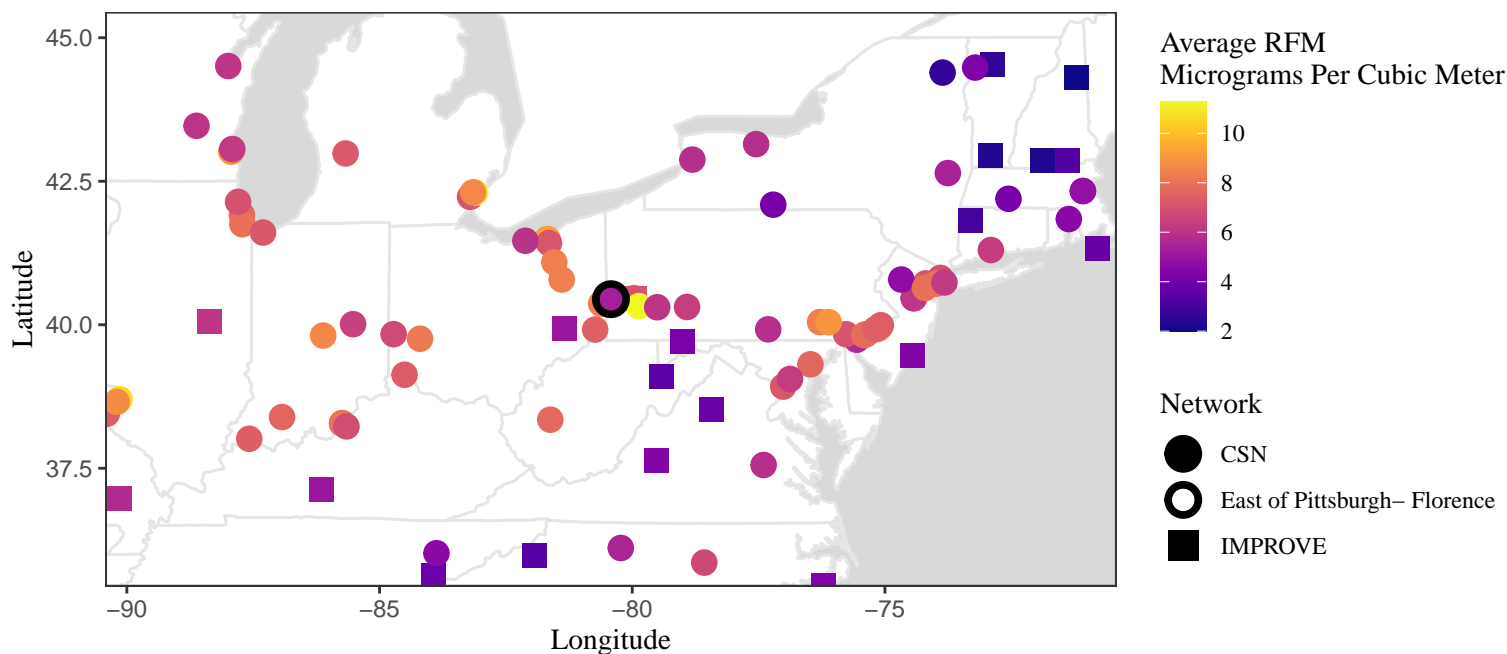 45.0
42.5
40.0
37.5
Latitude
−90
−85
−80
−75
Longitude
Average RFM
Micrograms Per Cubic Meter
10
8
6
4
2
Network
CSN
East of Pittsburgh− Florence
IMPROVE